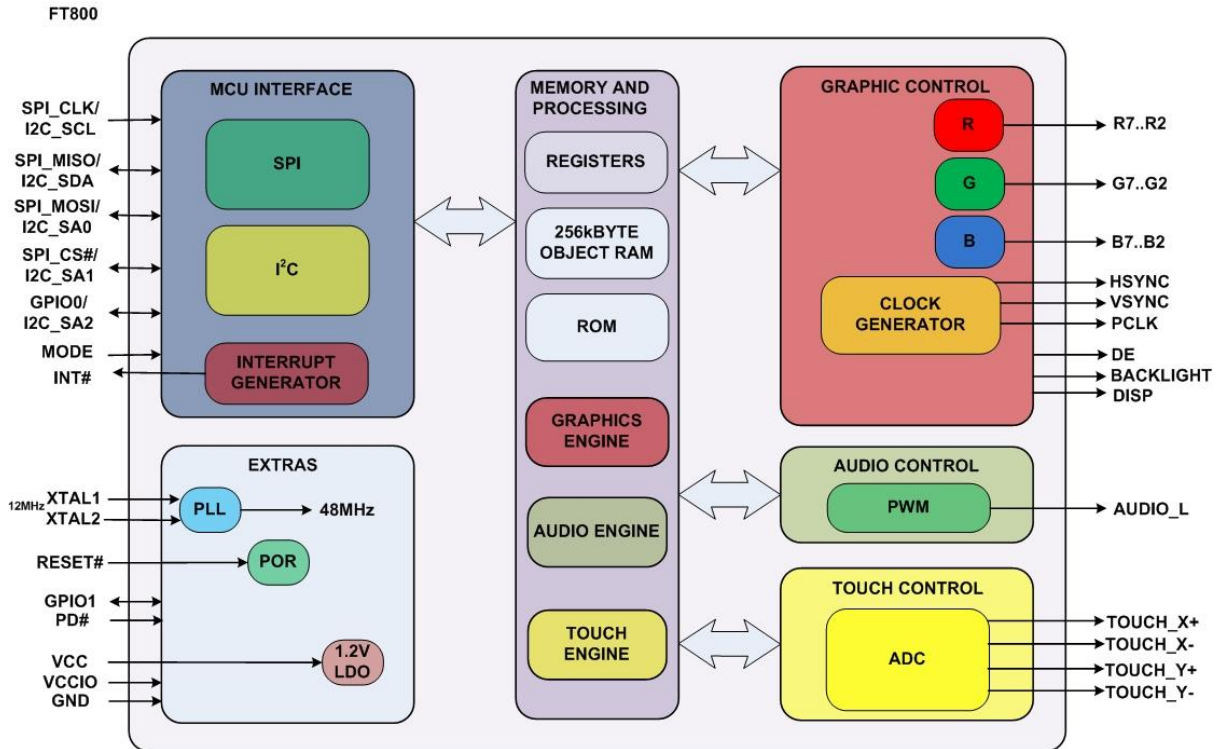 FT800
MCU INTERFACE
SPI_CLK/
I2C_SCL
SPI_MISO/
I2C_SDA
SPI_MOSI/
I2C_SA0
SPI_CS#/
I2C_SA1
GPIO0/
I2C_SA2
MODE
INT#
SPI
I²C
INTERRUPT
GENERATOR
EXTRAS
12MHz
XTAL1
XTAL2
PLL
48MHz
RESET#
POR
GPIO1
PD#
VCC
VCCIO
GND
1.2V
LDO
MEMORY AND
PROCESSING
REGISTERS
256kBYTE
OBJECT RAM
ROM
GRAPHICS
ENGINE
AUDIO ENGINE
TOUCH
ENGINE
GRAPHIC CONTROL
R
R7..R2
G
G7..G2
B
B7..B2
CLOCK
GENERATOR
HSYNC
VSYNC
PCLK
DE
BACKLIGHT
DISP
AUDIO CONTROL
PWM
AUDIO_L
TOUCH CONTROL
ADC
TOUCH_X+
TOUCH_X-
TOUCH_Y+
TOUCH_Y-